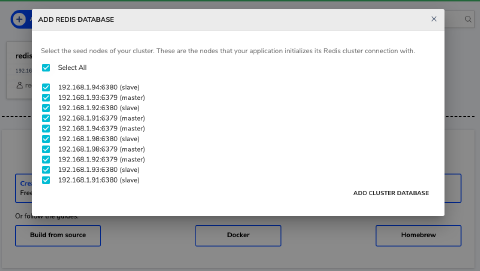 ADD REDIS DATABASE
Select the seed nodes of your cluster. These are the nodes that your application initializes its Redis cluster connection with.
Select All
192.168.1.94:6380 (slave)
192.168.1.93:6379 (master)
192.168.1.92:6380 (slave)
192.168.1.91:6379 (master)
192.168.1.94:6379 (master)
192.168.1.98:6380 (slave)
192.168.1.98:6379 (master)
192.168.1.92:6379 (master)
192.168.1.93:6380 (slave)
192.168.1.91:6380 (slave)
ADD CLUSTER DATABASE
redis
Or follow the guides:
Build from source
Docker
Homebrew